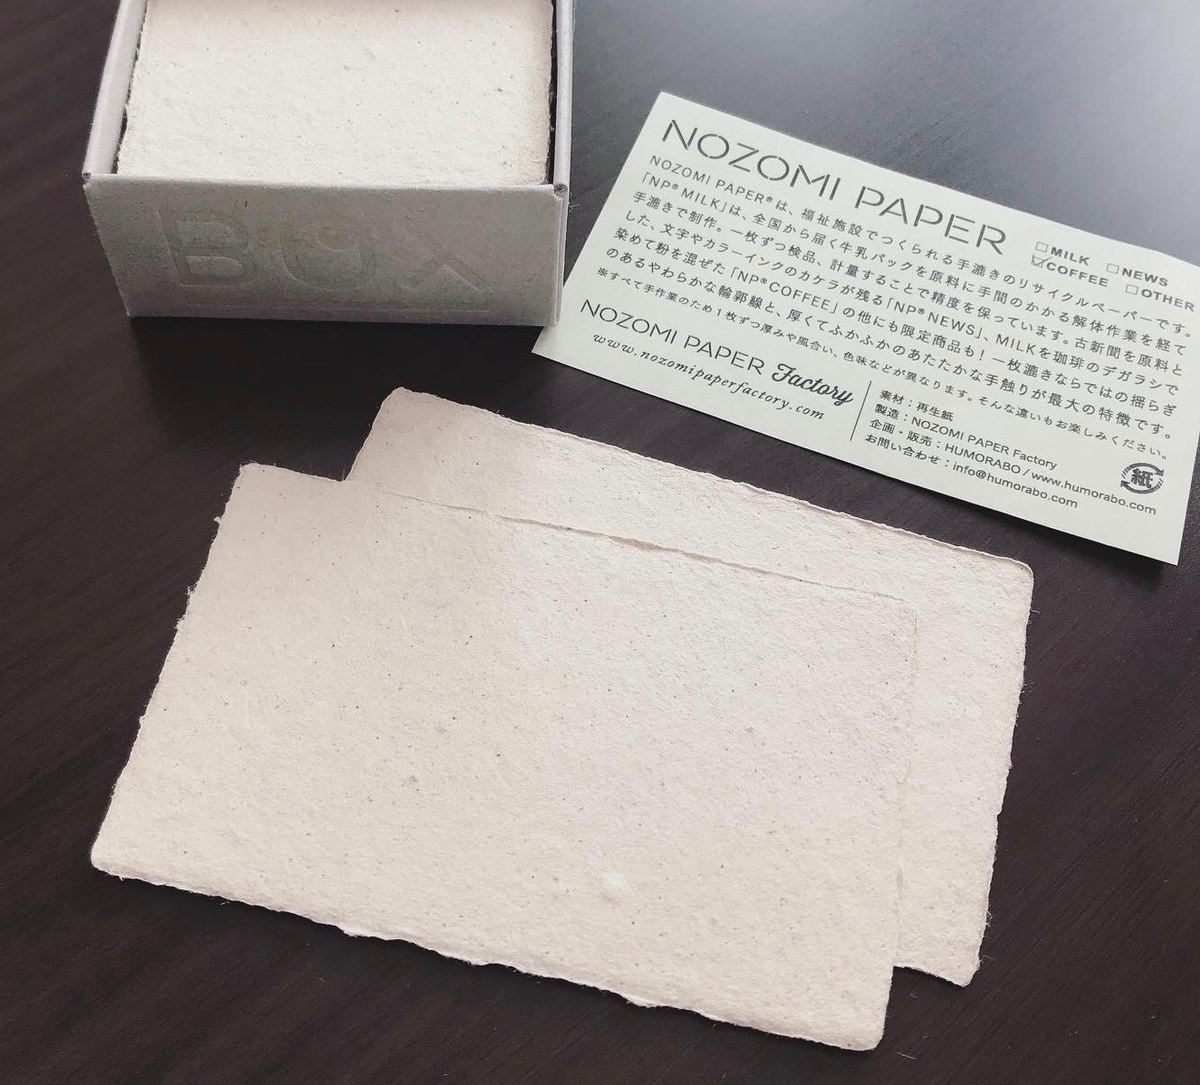 BOX
NOZOMI PAPER
□MILK □NEWS
☑COFFEE □OTHER
NOZOMI PAPER®は、福祉施設でつくられる手漉きのリサイクルペーパーです。
「NP®MILK」は、全国から届く牛乳パックを原料に手間のかかる解体作業を経て
手漉きで制作。一枚ずつ検品、計量することで精度を保っています。古新聞を原料と
した、文字やカラーインクのカケラが残る「NP®NEWS」、MILKを珈琲のデガラシで
染めて粉を混ぜた「NP®COFFEE」の他にも限定商品も！一枚漉きならではの揺らぎ
のあるやわらかな輪郭線と、厚くてふかふかのあたたかな手触りが最大の特徴です。
※すべて手作業のため1枚ずつ厚みや風合い、色味などが異なります。そんな違いもお楽しみください。
NOZOMI PAPER Factory
www.nozomipaperfactory.com
素材：再生紙
製造：NOZOMI PAPER Factory
企画・販売：HUMORABO / www.humorabo.com
お問い合わせ：info@humorabo.com
紙